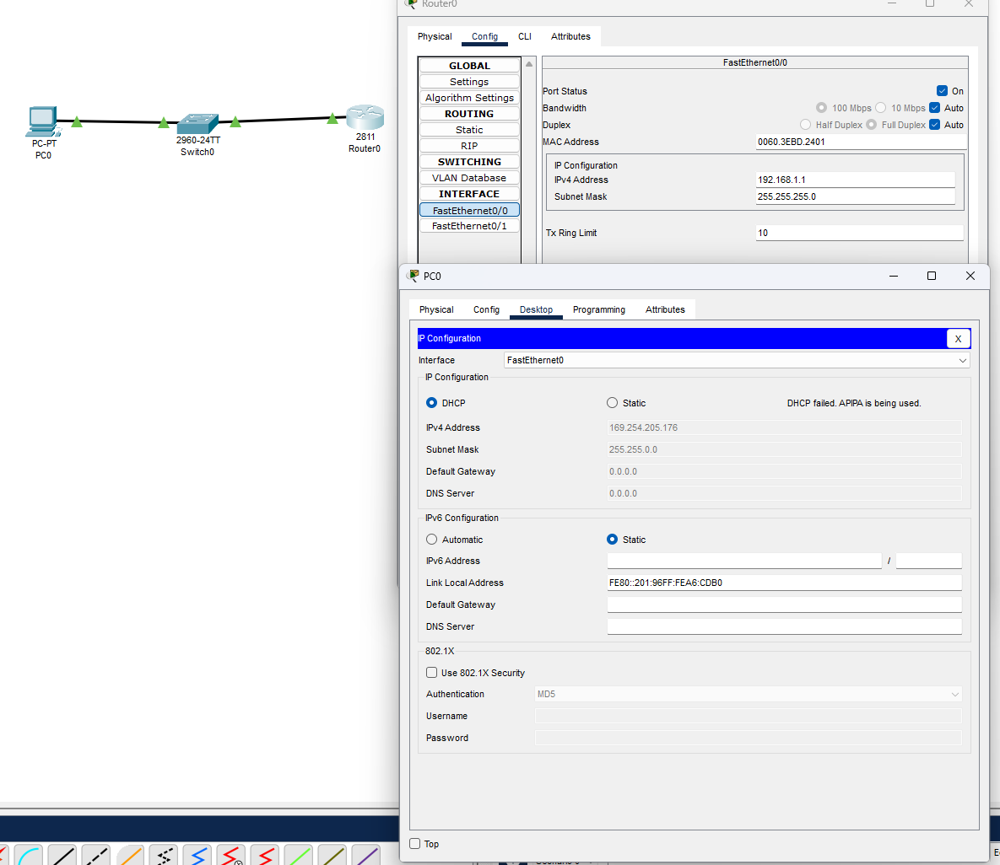 Router0
Physical Config CLI Attributes
GLOBAL
Settings
Algorithm Settings
ROUTING
Static
RIP
SWITCHING
VLAN Database
INTERFACE
FastEthernet0/0
FastEthernet0/1
FastEthernet0/0
Port Status On
Bandwidth 100 Mbps 10 Mbps Auto
Duplex Half Duplex Full Duplex Auto
MAC Address 0060.3EBD.2401
IP Configuration
IPv4 Address 192.168.1.1
Subnet Mask 255.255.255.0
Tx Ring Limit 10
PC-PT
PC0
2960-24TT
Switch0
2811
Router0
PC0
Physical Config Desktop Programming Attributes
IP Configuration X
Interface FastEthernet0
IP Configuration
DHCP Static DHCP failed. APIPA is being used.
IPv4 Address 169.254.205.176
Subnet Mask 255.255.0.0
Default Gateway 0.0.0.0
DNS Server 0.0.0.0
IPv6 Configuration
Automatic Static
IPv6 Address /
Link Local Address FE80::201:96FF:FEA6:CDB0
Default Gateway
DNS Server
802.1X
Use 802.1X Security
Authentication MD5
Username
Password
Top